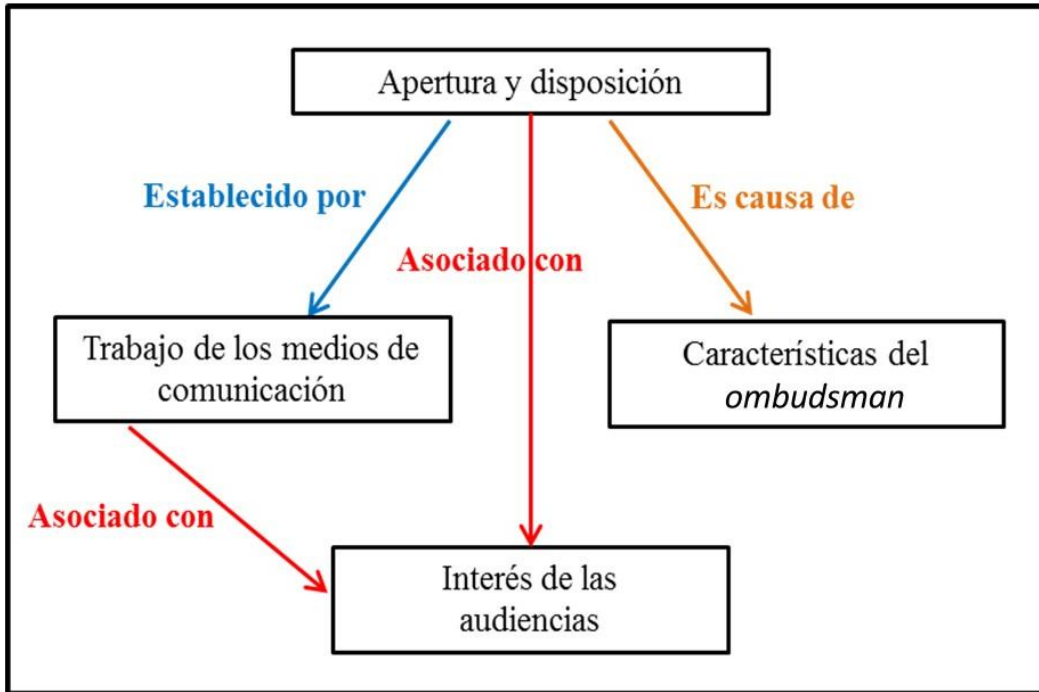 Apertura y disposición
Establecido por
Es causa de
Asociado con
Trabajo de los medios de
comunicación
Características del
ombudsman
Asociado con
Interés de las
audiencias